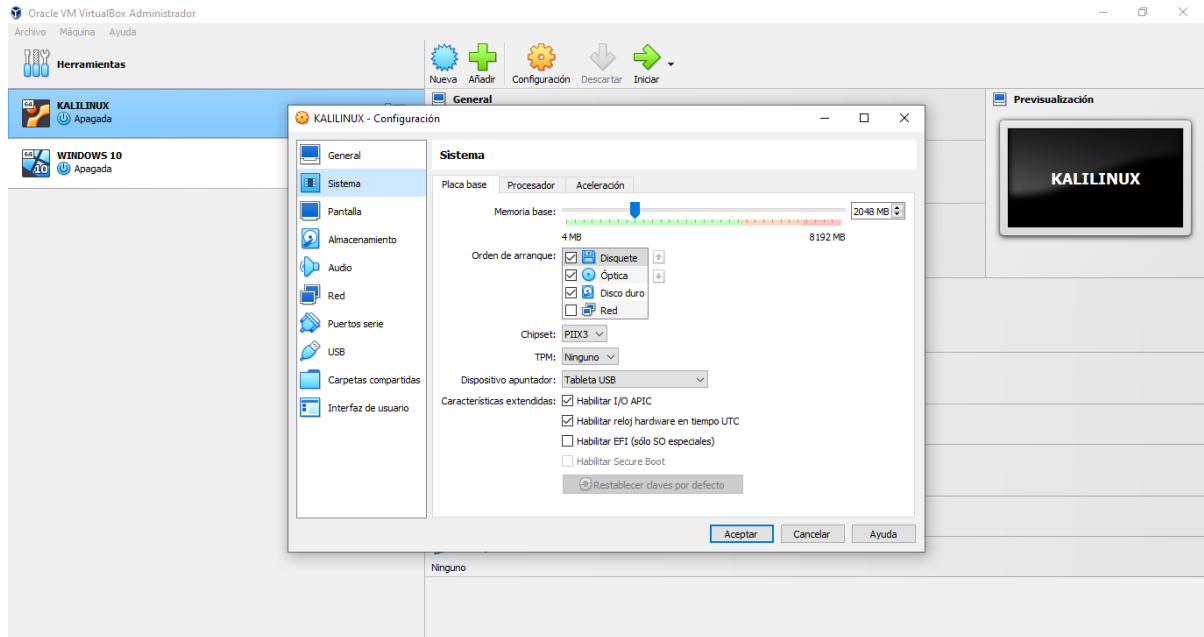 Oracle VM VirtualBox Administrador
Archivo Máquina Ayuda
Herramientas
Nueva Añadir Configuración Descartar Iniciar
64
KALILINUX
Apagada
64
10
WINDOWS 10
Apagada
General
Previsualización
KALILINUX
KALILINUX - Configuración
General
Sistema
Pantalla
Almacenamiento
Audio
Red
Puertos serie
USB
Carpetas compartidas
Interfaz de usuario
Sistema
Placa base Procesador Aceleración
Memoria base: 2048 MB
4 MB 8192 MB
Orden de arranque: Disquete
Óptica
Disco duro
Red
Chipset: PIIX3
TPM: Ninguno
Dispositivo apuntador: Tableta USB
Características extendidas: Habilitar I/O APIC
Habilitar reloj hardware en tiempo UTC
Habilitar EFI (sólo SO especiales)
Habilitar Secure Boot
Restablecer claves por defecto
Aceptar Cancelar Ayuda
Ninguno